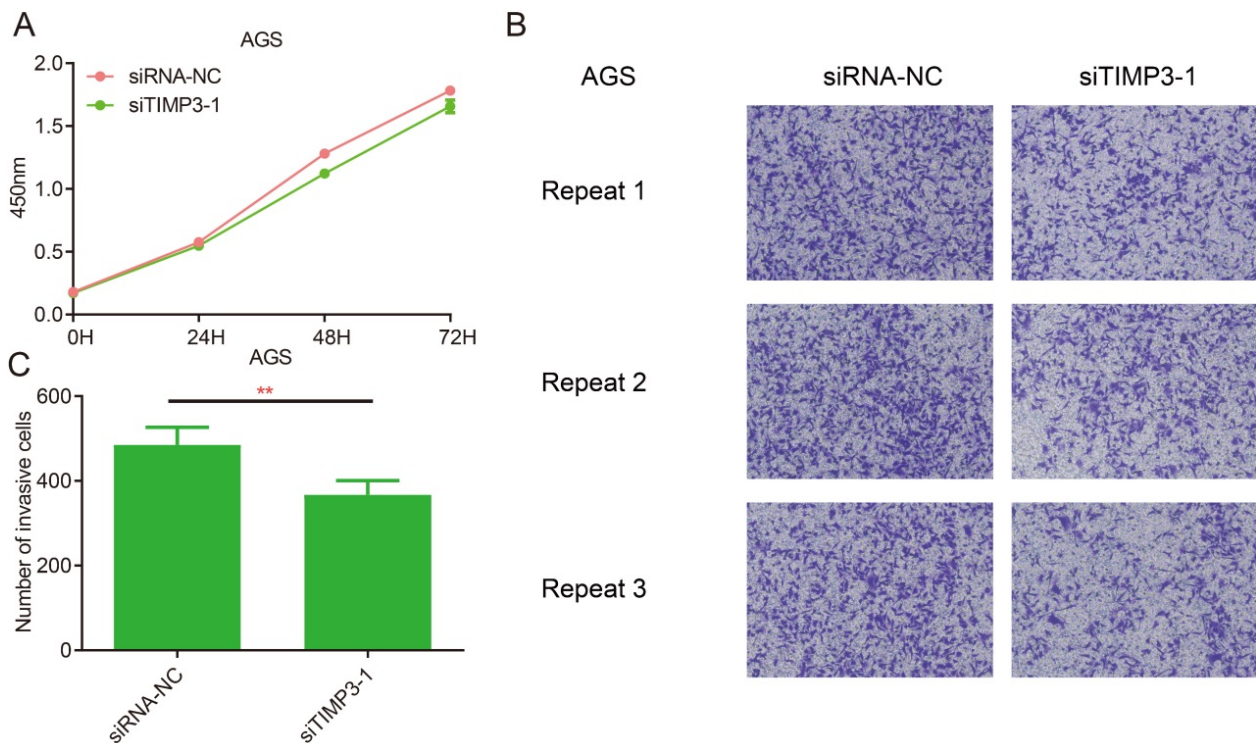 A
AGS
siRNA-NC
siTIMP3-1
2.0
1.5
1.0
0.5
0.0
450nm
0H
24H
48H
72H
B
AGS
siRNA-NC
siTIMP3-1
Repeat 1
Repeat 2
Repeat 3
C
AGS
**
600
400
200
0
Number of invasive cells
siRNA-NC
siTIMP3-1